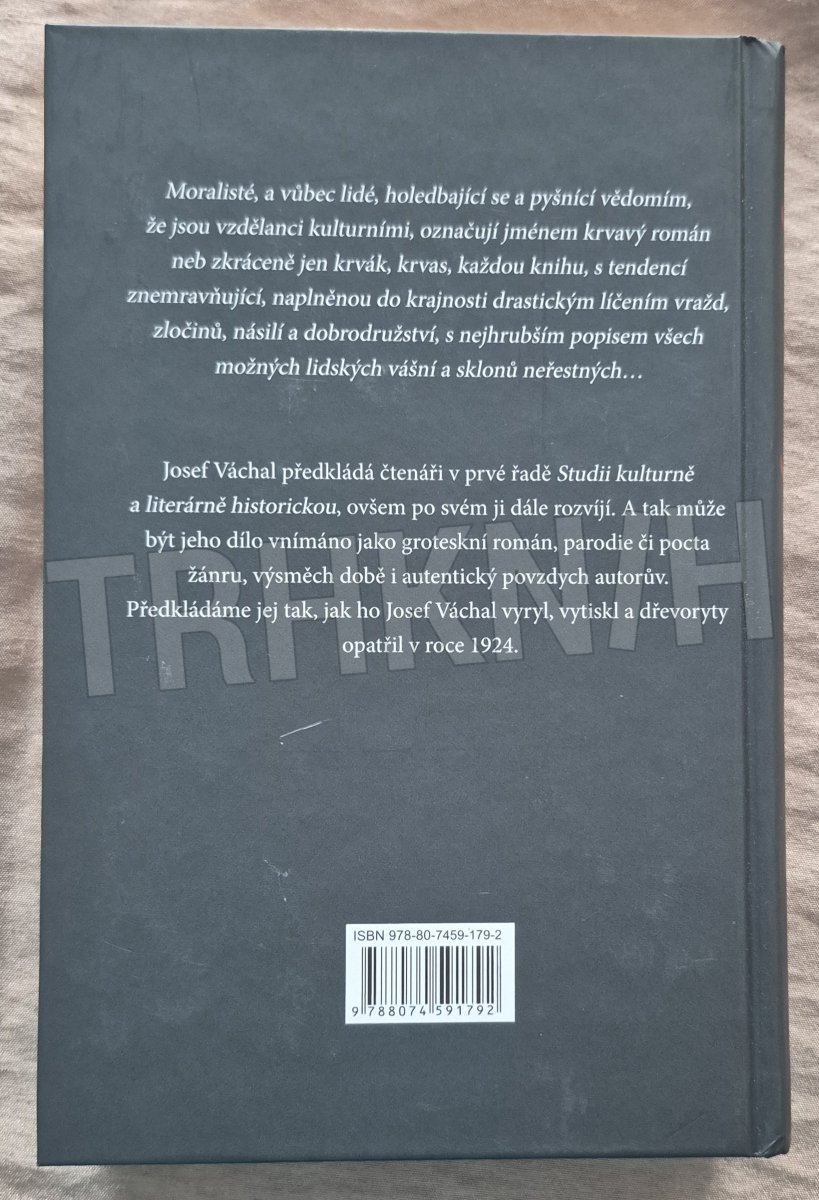 Moralisté, a vůbec lidé, holedbající se a pyšnící vědomím,
že jsou vzdělanci kulturními, označují jménem krvavý román
neb zkráceně jen krvák, krvas, každou knihu, s tendencí
znemravňující, naplněnou do krajnosti drastickým líčením vražd,
zločinů, násilí a dobrodružství, s nejhrubším popisem všech
možných lidských vášní a sklonů neřestných…
Josef Váchal předkládá čtenáři v prvé řadě Studii kulturně
a literárně historickou, ovšem po svém ji dále rozvíjí. A tak může
být jeho dílo vnímáno jako groteskní román, parodie či pocta
žánru, výsměch době i autentický povzdych autorův.
Předkládáme jej tak, jak ho Josef Váchal vyryl, vytiskl a dřevoryty
opatřil v roce 1924.
TRHKNIH
ISBN 978-80-7459-179-2
9 788074 591792